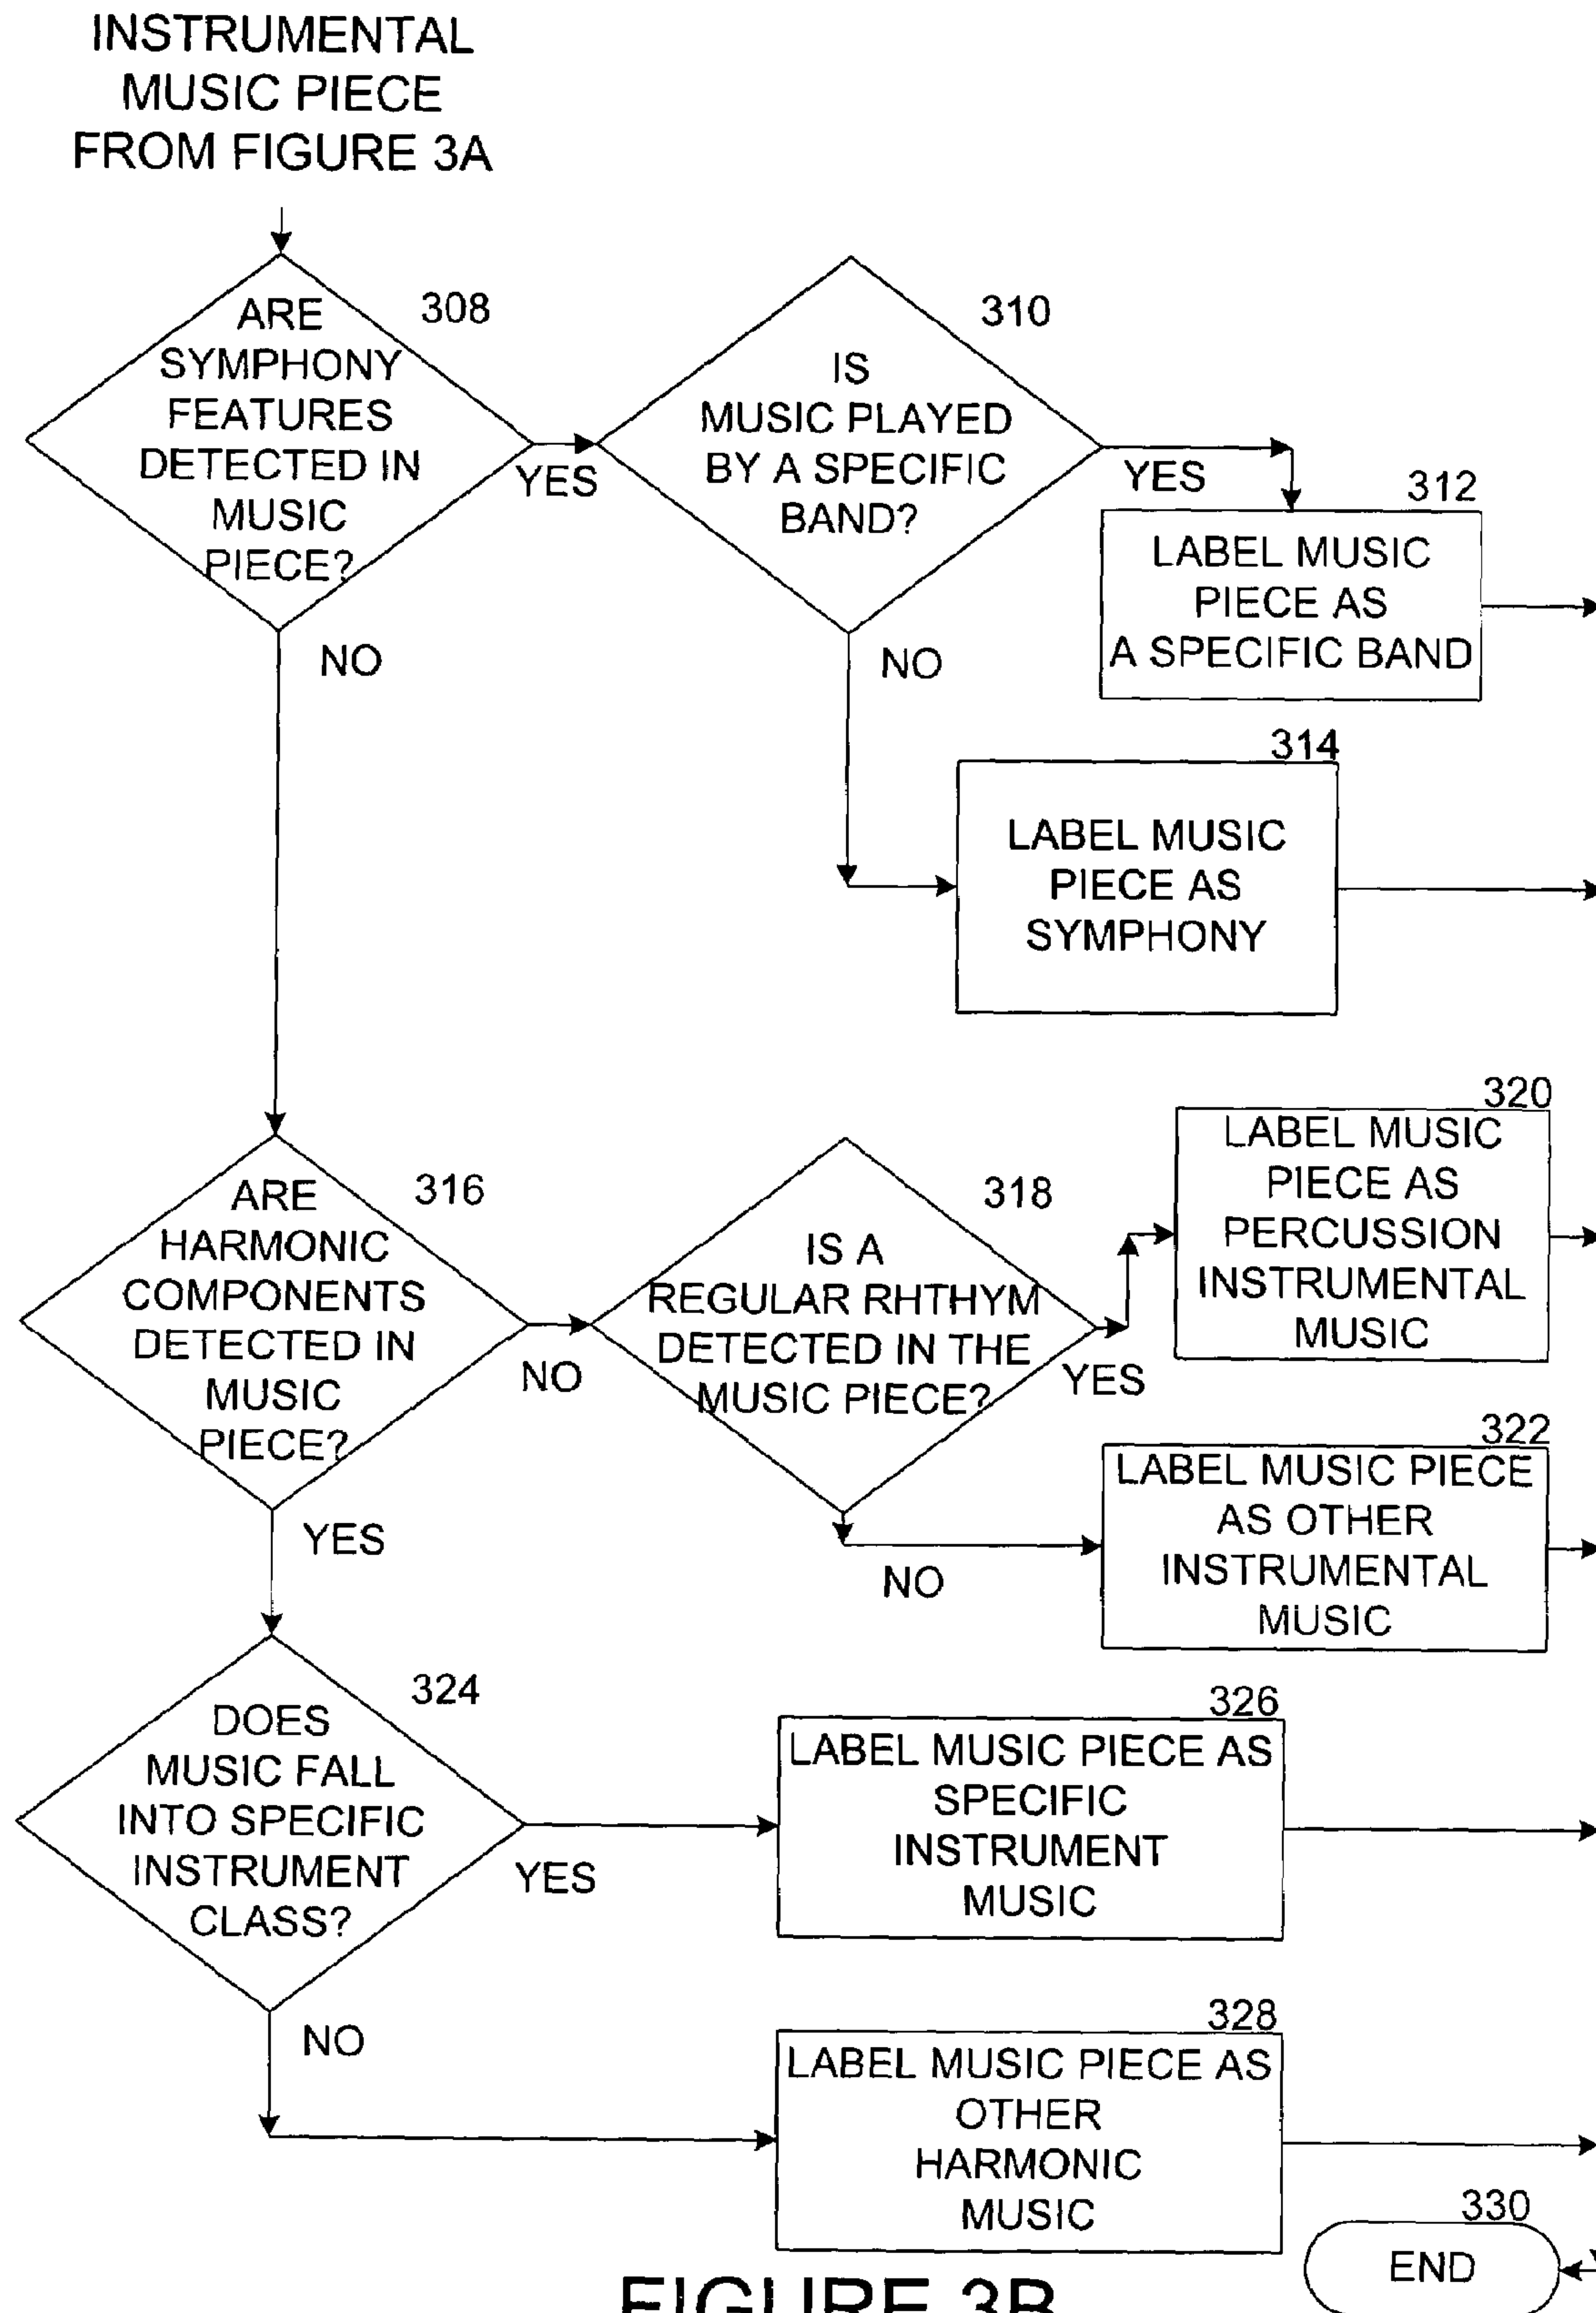 INSTRUMENTAL
MUSIC PIECE
FROM FIGURE 3A
308
ARE
SYMPHONY
FEATURES
DETECTED IN
MUSIC
PIECE?
YES
NO
310
IS
MUSIC PLAYED
BY A SPECIFIC
BAND?
YES
NO
312
LABEL MUSIC
PIECE AS
A SPECIFIC BAND
314
LABEL MUSIC
PIECE AS
SYMPHONY
316
ARE
HARMONIC
COMPONENTS
DETECTED IN
MUSIC
PIECE?
NO
YES
318
IS A
REGULAR RHTHYM
DETECTED IN THE
MUSIC PIECE?
YES
NO
320
LABEL MUSIC
PIECE AS
PERCUSSION
INSTRUMENTAL
MUSIC
322
LABEL MUSIC PIECE
AS OTHER
INSTRUMENTAL
MUSIC
324
DOES
MUSIC FALL
INTO SPECIFIC
INSTRUMENT
CLASS?
YES
NO
326
LABEL MUSIC PIECE AS
SPECIFIC
INSTRUMENT
MUSIC
328
LABEL MUSIC PIECE AS
OTHER
HARMONIC
MUSIC
330
END
FIGURE 3B